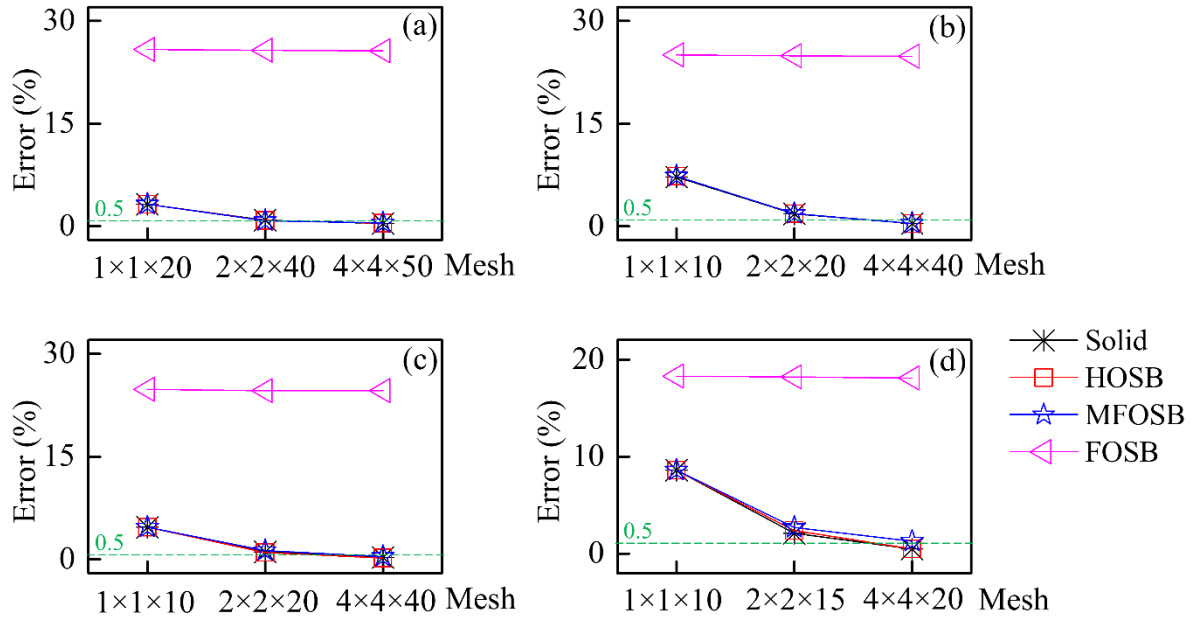 (a)
30
15
0
Error (%)
0.5
1×1×20 2×2×40 4×4×50 Mesh
(b)
30
15
0
Error (%)
0.5
1×1×10 2×2×20 4×4×40 Mesh
(c)
30
15
0
Error (%)
0.5
1×1×10 2×2×20 4×4×40 Mesh
(d)
20
10
0
Error (%)
0.5
1×1×10 2×2×15 4×4×20 Mesh
Solid
HOSB
MFOSB
FOSB